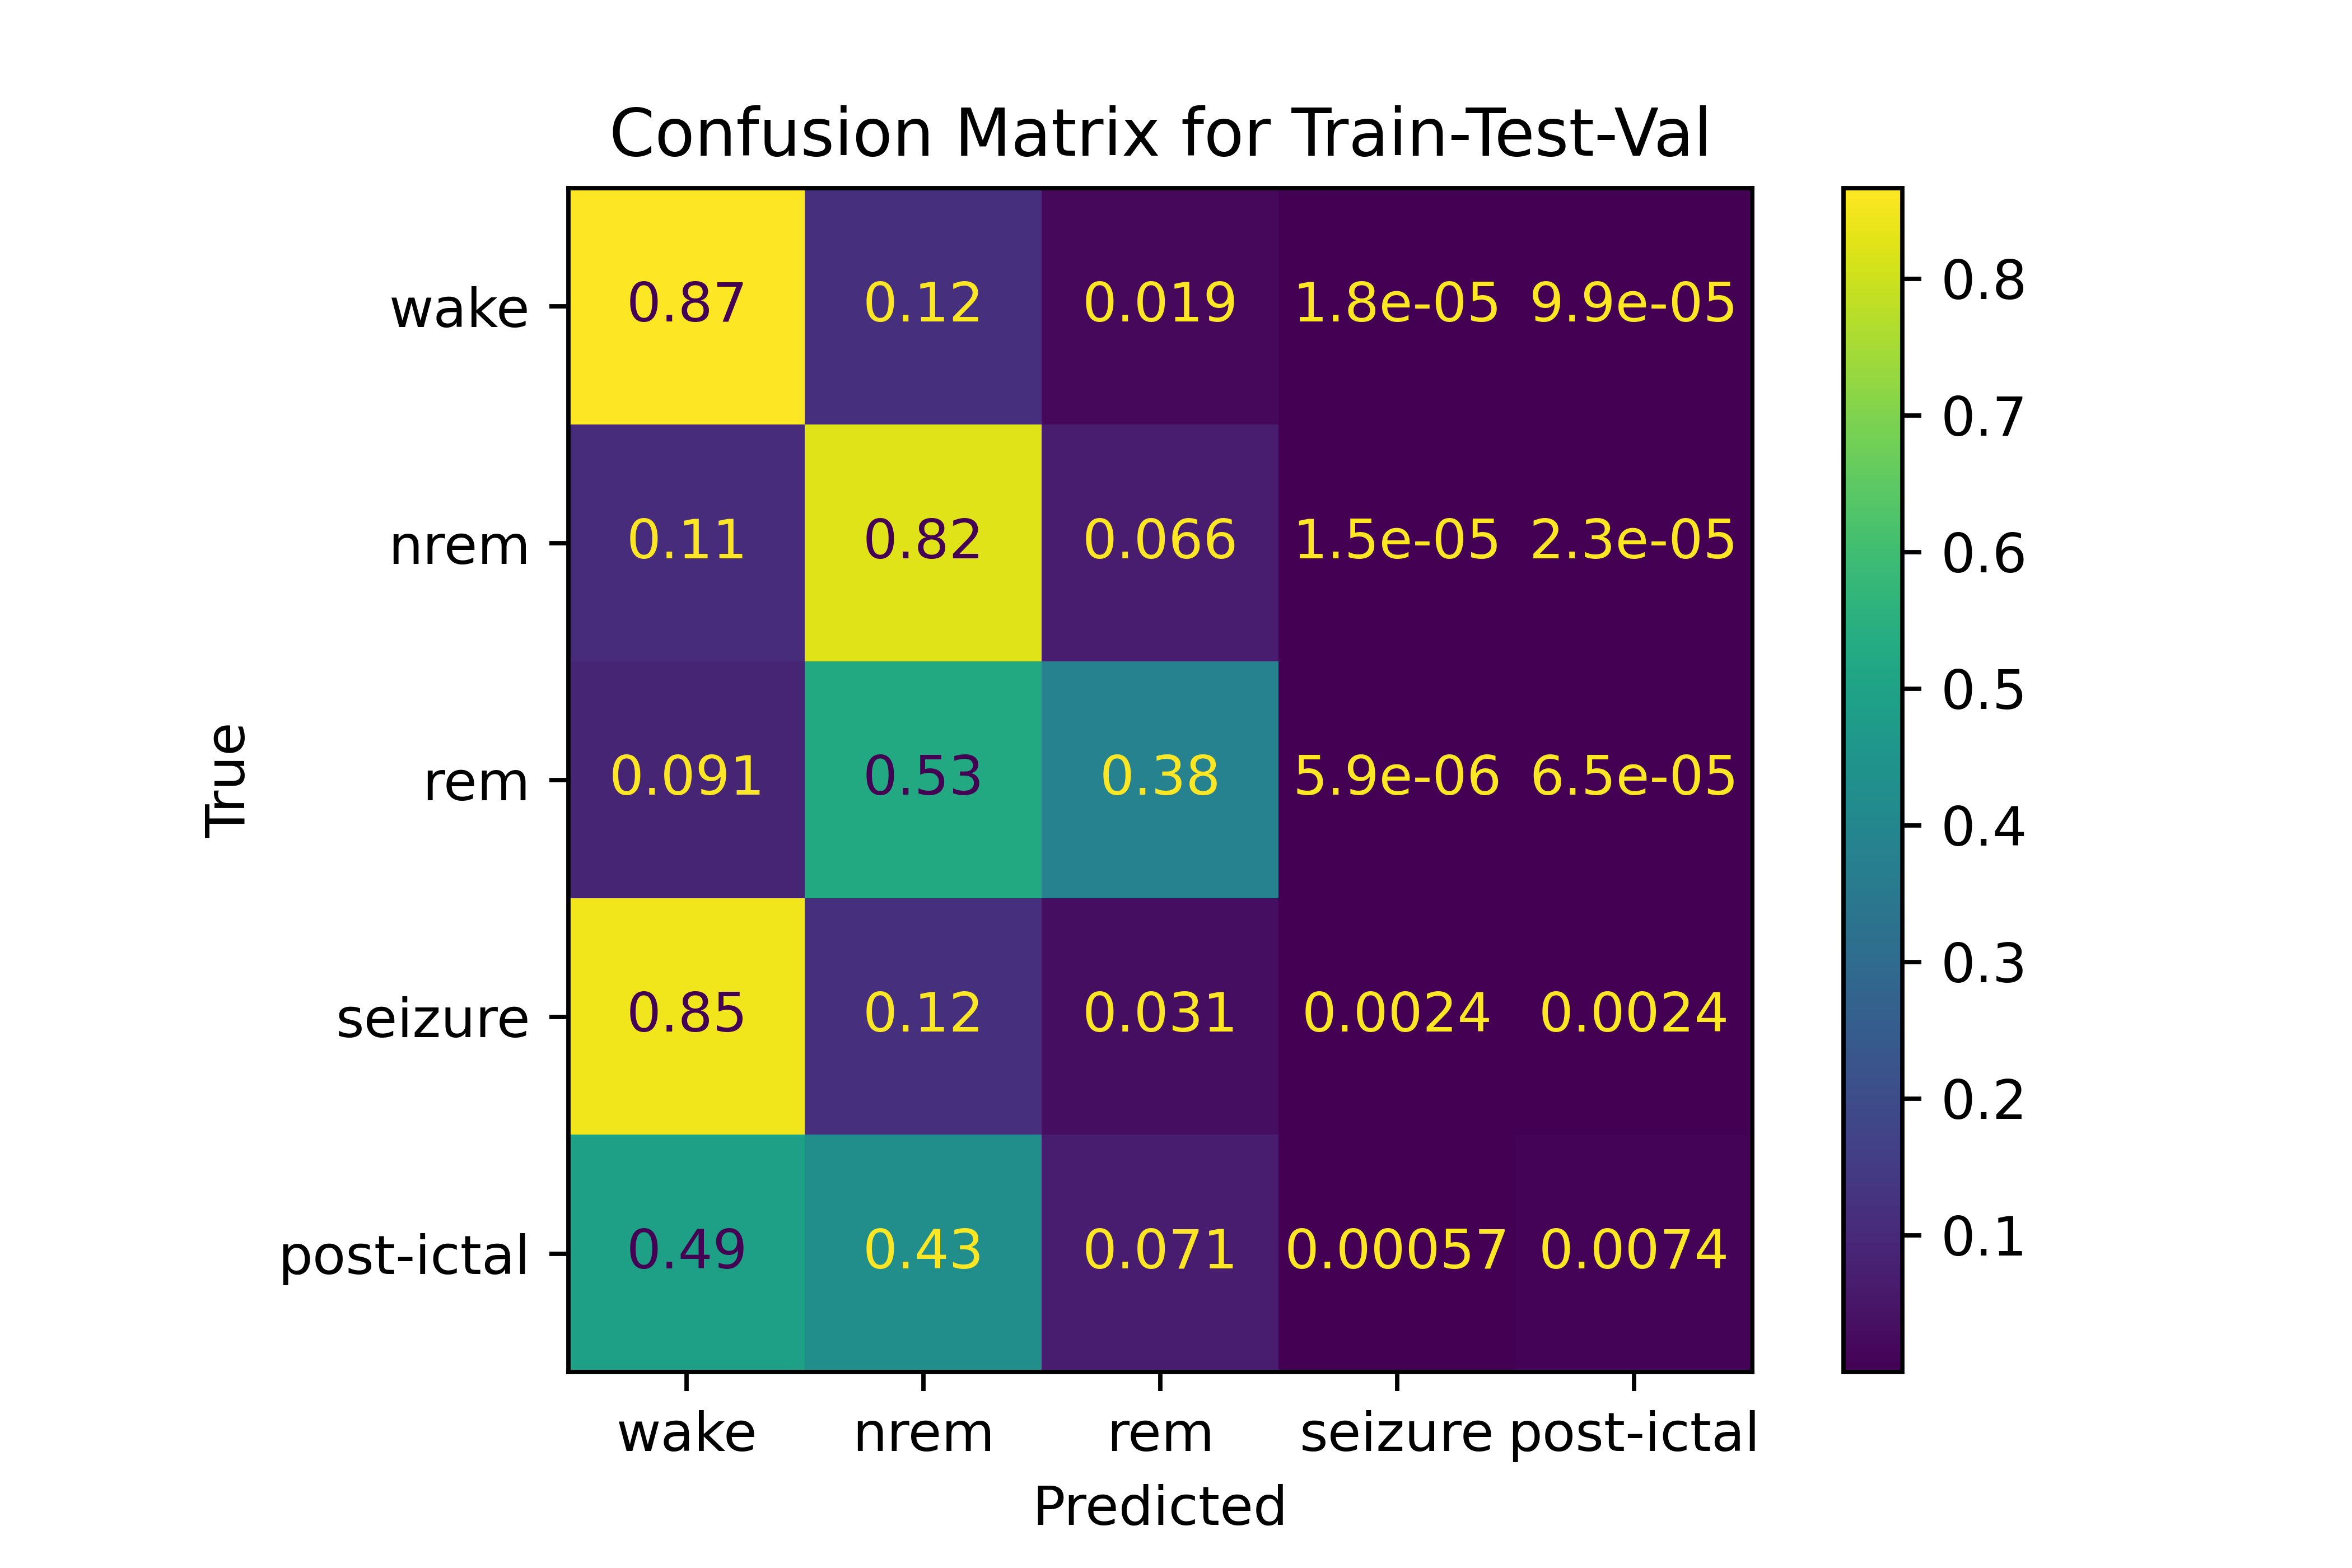 Confusion Matrix for Train-Test-Val
wake 0.87 0.12 0.019 1.8e-05 9.9e-05
nrem 0.11 0.82 0.066 1.5e-05 2.3e-05
rem 0.091 0.53 0.38 5.9e-06 6.5e-05
seizure 0.85 0.12 0.031 0.0024 0.0024
post-ictal 0.49 0.43 0.071 0.00057 0.0074
wake nrem rem seizure post-ictal
Predicted
True
0.8
0.7
0.6
0.5
0.4
0.3
0.2
0.1